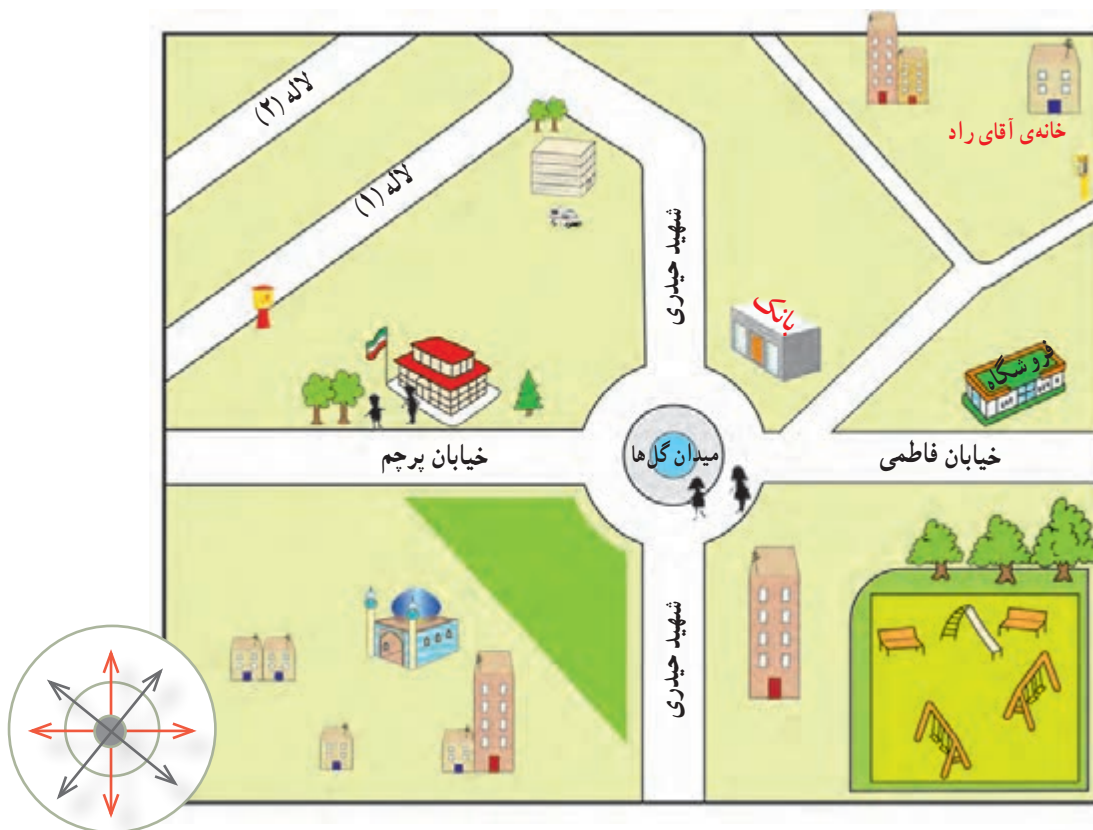 خانه‌ی آقای راد
لاله (۲)
لاله (۱)
شهید حیدری
بانک
فروشگاه
خیابان فاطمی
میدان گل‌ها
خیابان پرچم
شهید حیدری